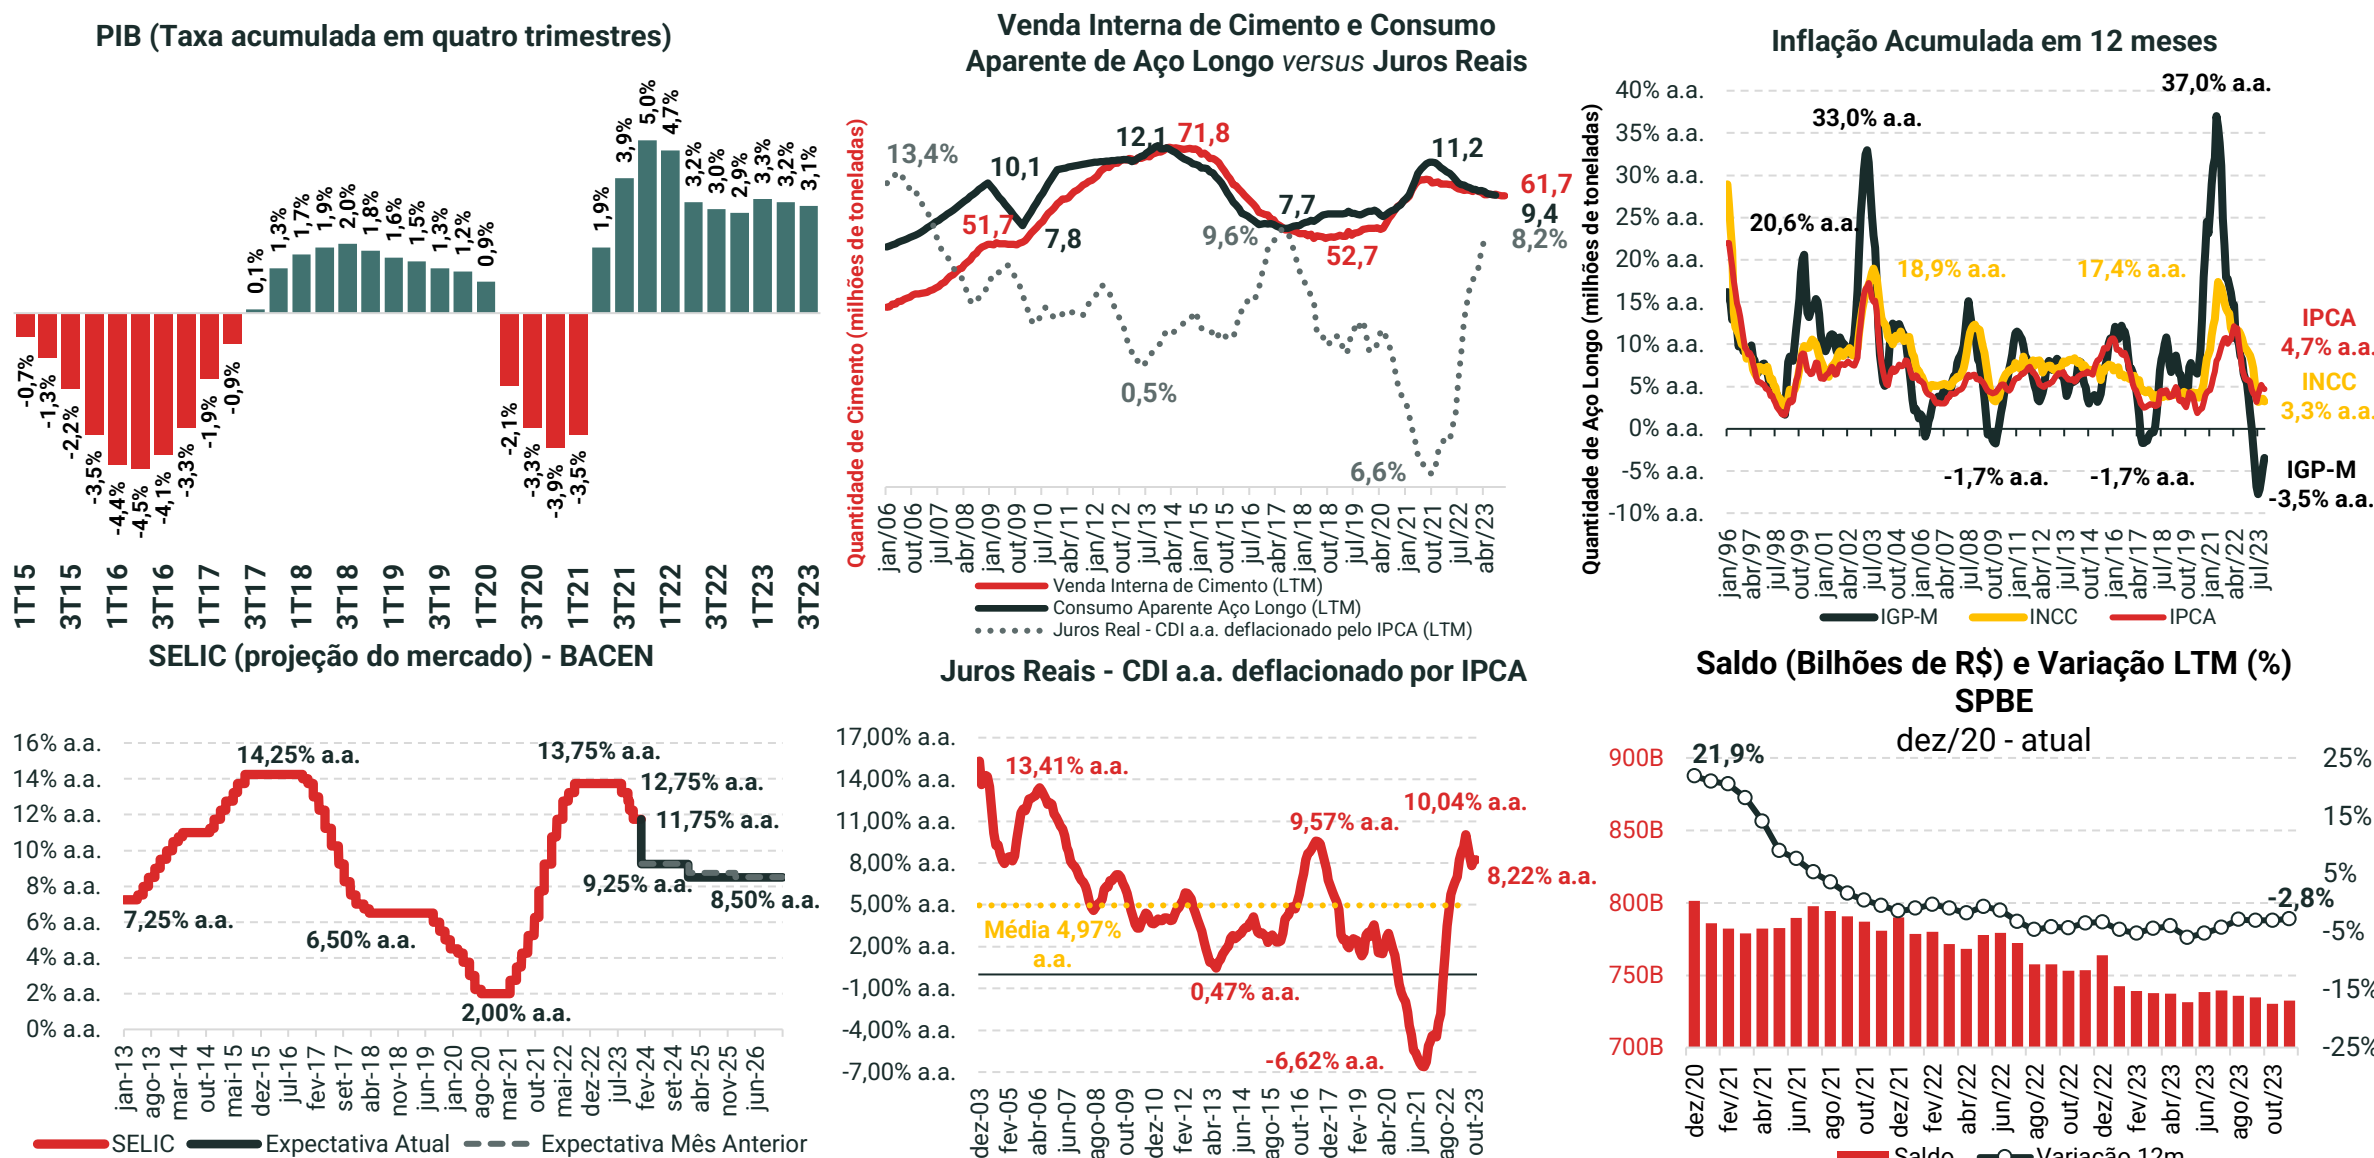 PIB (Taxa acumulada em quatro trimestres)
-0,7%
-1,3%
-2,2%
-3,5%
-4,4%
-4,5%
-4,1%
-3,3%
-1,9%
-0,9%
0,1%
1,3%
1,7%
1,9%
2,0%
1,8%
1,6%
1,5%
1,3%
1,2%
0,9%
-2,1%
-3,3%
-3,9%
-3,5%
1,9%
3,9%
5,0%
4,7%
3,2%
3,0%
2,9%
3,3%
3,2%
3,1%
1T15
3T15
1T16
3T16
1T17
3T17
1T18
3T18
1T19
3T19
1T20
3T20
1T21
3T21
1T22
3T22
1T23
3T23
Venda Interna de Cimento e Consumo
Aparente de Aço Longo versus Juros Reais
Quantidade de Cimento (milhões de toneladas)
13,4%
10,1
51,7
7,8
12,1
71,8
0,5%
9,6%
7,7
52,7
6,6%
11,2
61,7
9,4
8,2%
Quantidade de Aço Longo (milhões de toneladas)
jan/06
out/06
jul/07
abr/08
jan/09
out/09
jul/10
abr/11
jan/12
out/12
jul/13
abr/14
jan/15
out/15
jul/16
abr/17
jan/18
out/18
jul/19
abr/20
jan/21
out/21
jul/22
abr/23
Venda Interna de Cimento (LTM)
Consumo Aparente Aço Longo (LTM)
Juros Real - CDI a.a. deflacionado pelo IPCA (LTM)
Inflação Acumulada em 12 meses
40% a.a.
35% a.a.
30% a.a.
25% a.a.
20% a.a.
15% a.a.
10% a.a.
5% a.a.
0% a.a.
-5% a.a.
-10% a.a.
37,0% a.a.
33,0% a.a.
20,6% a.a.
18,9% a.a.
17,4% a.a.
-1,7% a.a.
-1,7% a.a.
IPCA
4,7% a.a.
INCC
3,3% a.a.
IGP-M
-3,5% a.a.
jan/96
abr/97
jul/98
out/99
jan/01
abr/02
jul/03
out/04
jan/06
abr/07
jul/08
out/09
jan/11
abr/12
jul/13
out/14
jan/16
abr/17
jul/18
out/19
jan/21
abr/22
jul/23
IGP-M
INCC
IPCA
SELIC (projeção do mercado) - BACEN
16% a.a.
14% a.a.
12% a.a.
10% a.a.
8% a.a.
6% a.a.
4% a.a.
2% a.a.
0% a.a.
7,25% a.a.
14,25% a.a.
6,50% a.a.
2,00% a.a.
13,75% a.a.
12,75% a.a.
11,75% a.a.
9,25% a.a.
8,50% a.a.
jan-13
ago-13
mar-14
out-14
mai-15
dez-15
jul-16
fev-17
set-17
abr-18
nov-18
jun-19
jan-20
ago-20
mar-21
out-21
mai-22
dez-22
jul-23
fev-24
set-24
abr-25
nov-25
jun-26
SELIC
Expectativa Atual
Expectativa Mês Anterior
Juros Reais - CDI a.a. deflacionado por IPCA
17,00% a.a.
14,00% a.a.
11,00% a.a.
8,00% a.a.
5,00% a.a.
2,00% a.a.
-1,00% a.a.
-4,00% a.a.
-7,00% a.a.
13,41% a.a.
Média 4,97%
a.a.
0,47% a.a.
9,57% a.a.
-6,62% a.a.
10,04% a.a.
8,22% a.a.
dez-03
fev-05
abr-06
jun-07
ago-08
out-09
dez-10
fev-12
abr-13
jun-14
ago-15
out-16
dez-17
fev-19
abr-20
jun-21
ago-22
out-23
Saldo (Bilhões de R$) e Variação LTM (%)
SPBE
dez/20 - atual
900B
850B
800B
750B
700B
21,9%
-2,8%
25%
15%
5%
-5%
-15%
-25%
dez/20
fev/21
abr/21
jun/21
ago/21
out/21
dez/21
fev/22
abr/22
jun/22
ago/22
out/22
dez/22
fev/23
abr/23
jun/23
ago/23
out/23
Saldo
Variação 12m